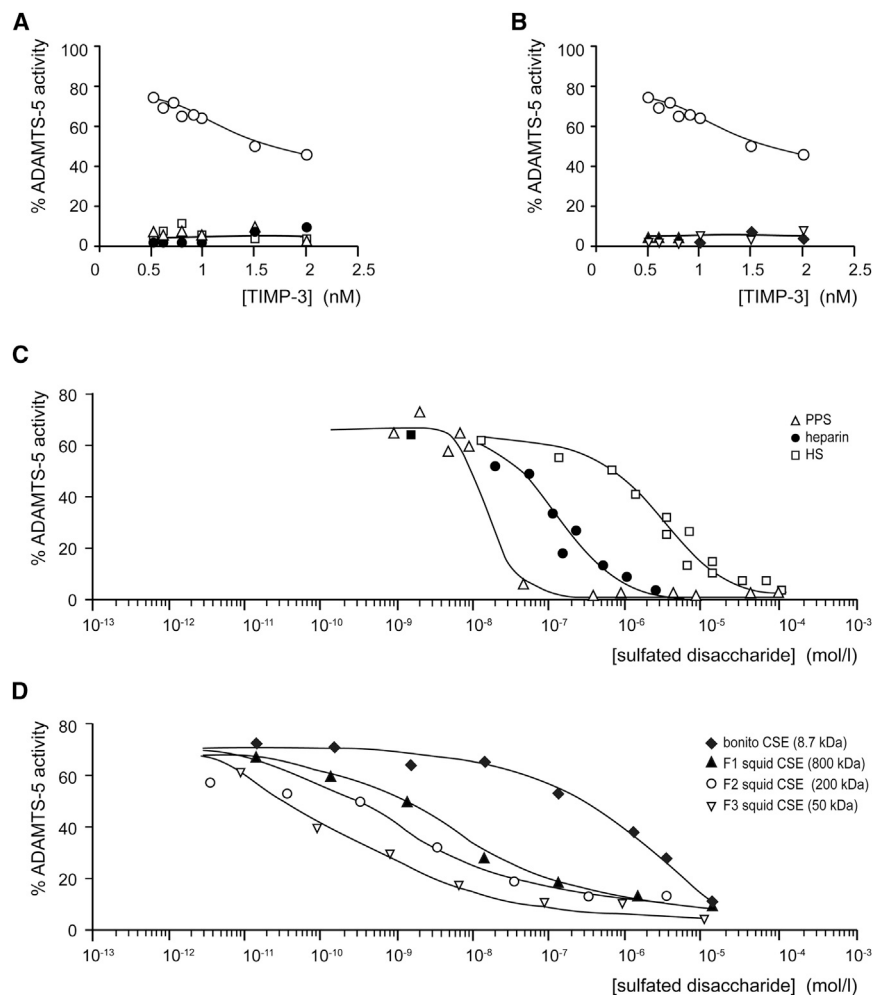 A
B
% ADAMTS-5 activity
100
80
60
40
20
0
0 0.5 1 1.5 2 2.5
[TIMP-3] (nM)
% ADAMTS-5 activity
100
80
60
40
20
0
0 0.5 1 1.5 2 2.5
[TIMP-3] (nM)
C
% ADAMTS-5 activity
80
60
40
20
0
PPS
heparin
HS
10-13 10-12 10-11 10-10 10-9 10-8 10-7 10-6 10-5 10-4 10-3
[sulfated disaccharide] (mol/l)
D
% ADAMTS-5 activity
80
60
40
20
0
bonito CSE (8.7 kDa)
F1 squid CSE (800 kDa)
F2 squid CSE (200 kDa)
F3 squid CSE (50 kDa)
10-13 10-12 10-11 10-10 10-9 10-8 10-7 10-6 10-5 10-4 10-3
[sulfated disaccharide] (mol/l)